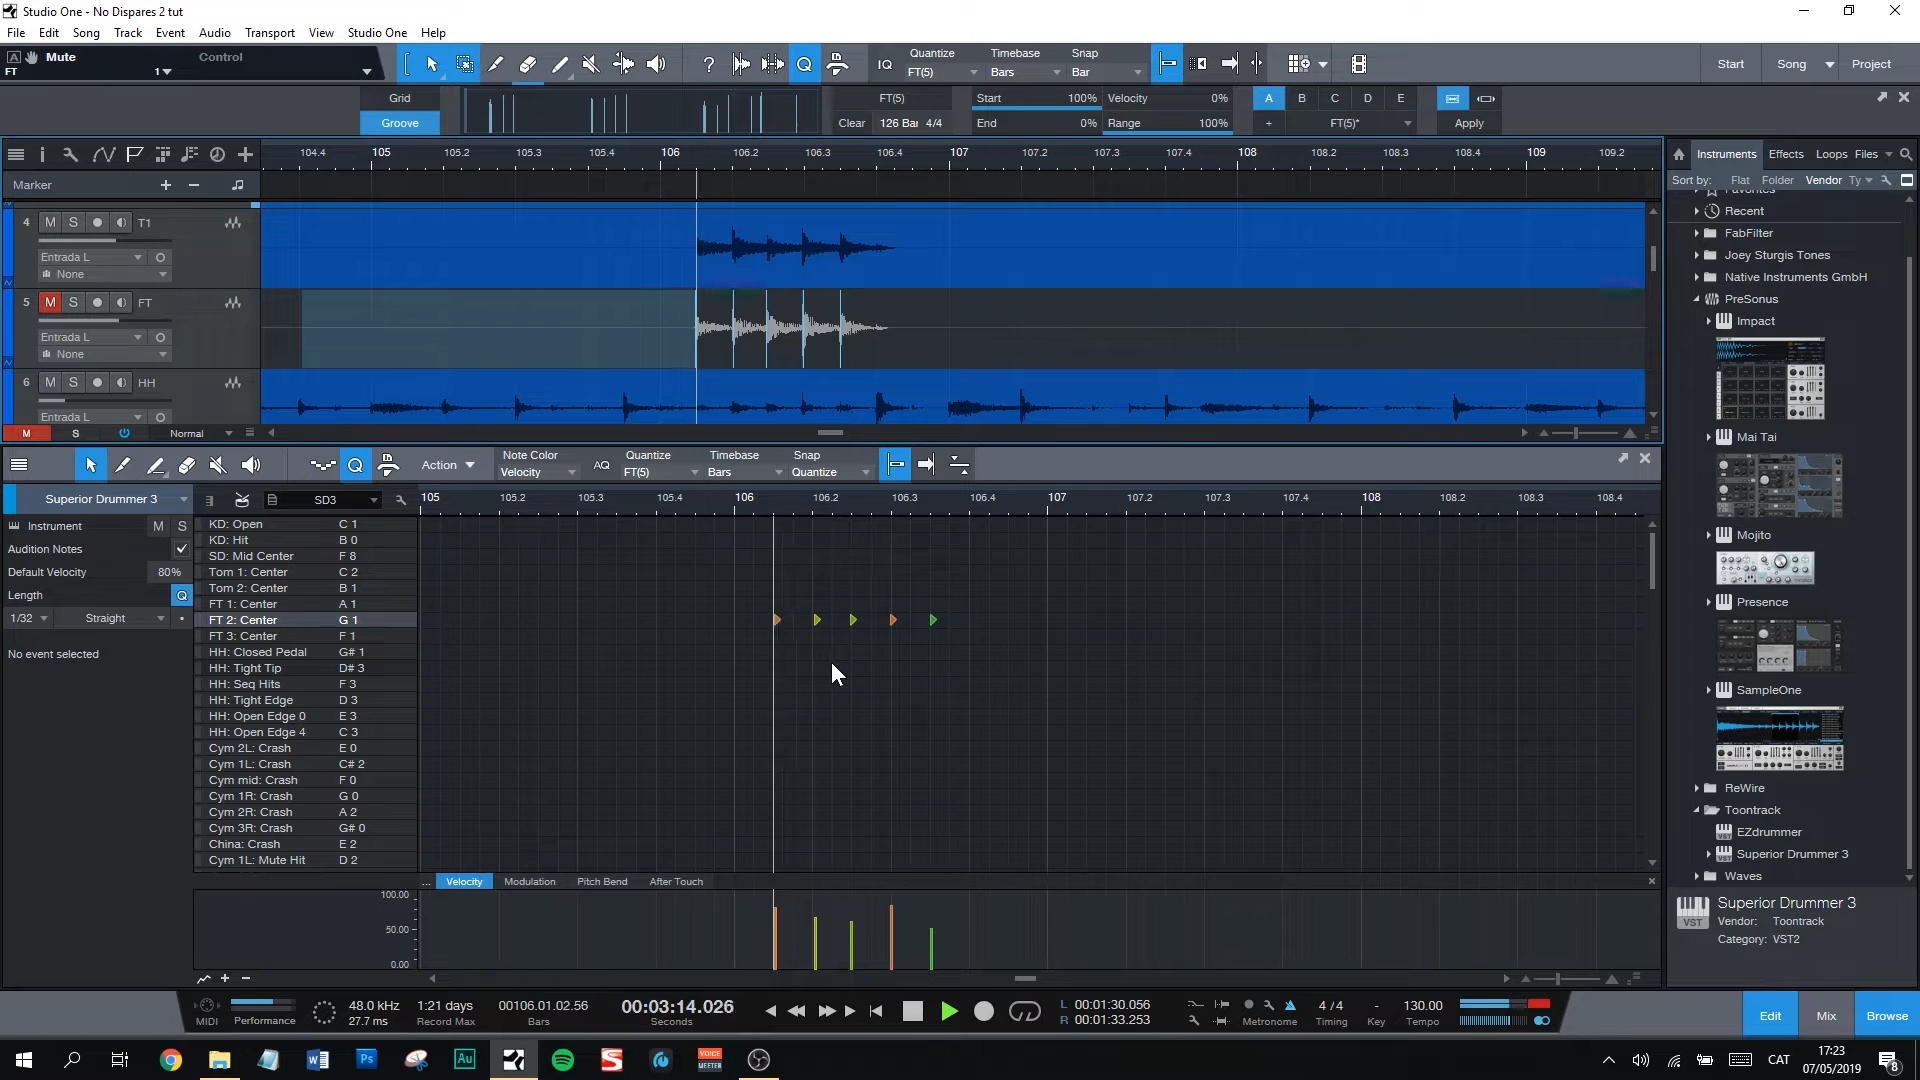 Studio One - No Dispares 2 tut
File Edit Song Track Event Audio Transport View Studio One Help
Mute Control
FT 1
IQ Quantize FT(5) Timebase Bars Snap Bar
Start Song Project
Grid
Groove
FT(5)
Clear 126 Bar 4/4
Start 100% Velocity 0%
End 0% Range 100%
A B C D E
+ FT(5)* Apply
104.4 105 105.2 105.3 105.4 106 106.2 106.3 106.4 107 107.2 107.3 107.4 108 108.2 108.3 108.4 109 109.2
Marker
4 M S T1
Entrada L
None
5 M S FT
Entrada L
None
6 M S HH
Entrada L
M S Normal
Action
Note Color Velocity
AQ Quantize FT(5)
Timebase Bars
Snap Quantize
Superior Drummer 3
SD3
105 105.2 105.3 105.4 106 106.2 106.3 106.4 107 107.2 107.3 107.4 108 108.2 108.3 108.4
Instrument M S
Audition Notes
Default Velocity 80%
Length Q
1/32 Straight
No event selected
KD: Open C 1
KD: Hit B 0
SD: Mid Center F 8
Tom 1: Center C 2
Tom 2: Center B 1
FT 1: Center A 1
FT 2: Center G 1
FT 3: Center F 1
HH: Closed Pedal G# 1
HH: Tight Tip D# 3
HH: Seq Hits F 3
HH: Tight Edge D 3
HH: Open Edge 0 E 3
HH: Open Edge 4 C 3
Cym 2L: Crash E 0
Cym 1L: Crash C# 2
Cym mid: Crash F 0
Cym 1R: Crash G 0
Cym 2R: Crash A 2
Cym 3R: Crash G# 0
China: Crash E 2
Cym 1L: Mute Hit D 2
... Velocity Modulation Pitch Bend After Touch
100.00
50.00
0.00
Instruments Effects Loops Files
Sort by: Flat Folder Vendor Ty
Favorites
Recent
FabFilter
Joey Sturgis Tones
Native Instruments GmbH
PreSonus
Impact
Mai Tai
Mojito
Presence
SampleOne
ReWire
Toontrack
EZdrummer
Superior Drummer 3
Waves
Superior Drummer 3
Vendor: Toontrack
Category: VST2
VST
MIDI Performance
48.0 kHz
27.7 ms
1:21 days
Record Max
00106.01.02.56
Bars
00:03:14.026
Seconds
L 00:01:30.056
R 00:01:33.253
Metronome
4/4
Timing
-
Key
130.00
Tempo
Edit Mix Browse
CAT
17:23
07/05/2019
8